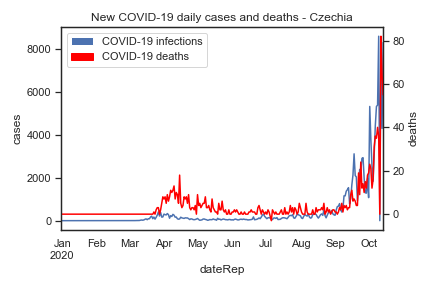 New COVID-19 daily cases and deaths - Czechia
COVID-19 infections
COVID-19 deaths
8000
6000
4000
2000
0
cases
80
60
40
20
0
deaths
Jan Feb Mar Apr May Jun Jul Aug Sep Oct
2020
dateRep